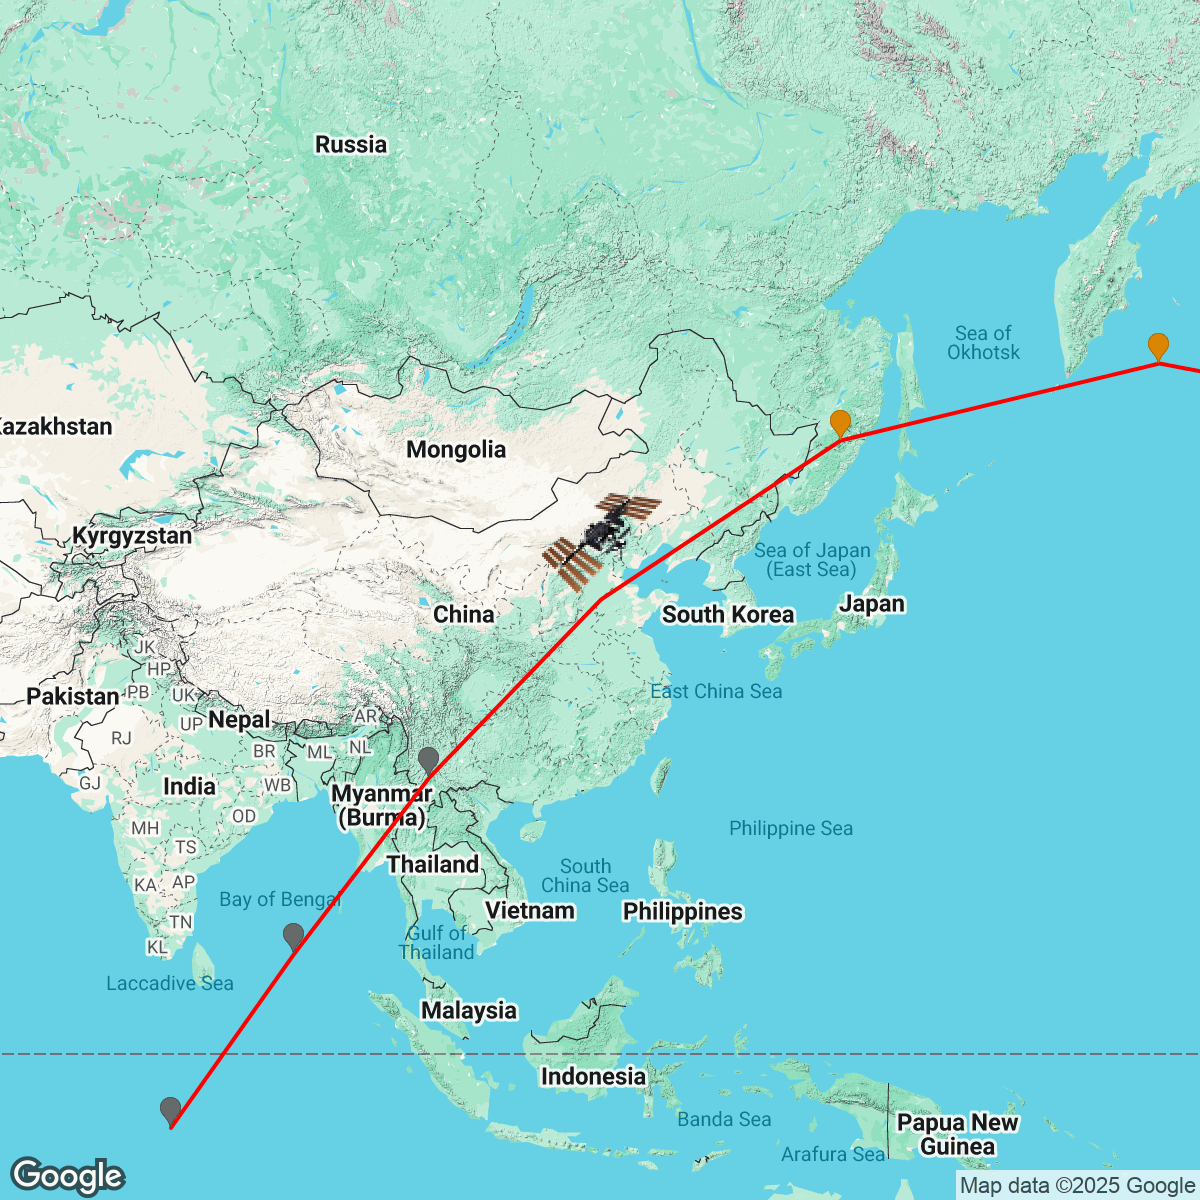 Russia
Sea of
Okhotsk
Kazakhstan
Mongolia
Kyrgyzstan
Sea of Japan
(East Sea)
China
South Korea
Japan
JK
HP
Pakistan
PB
UK
East China Sea
UP
Nepal
AR
RJ
BR
ML
NL
GJ
India
WB
Myanmar
(Burma)
OD
MH
Philippine Sea
TS
Thailand
South
China Sea
KA
AP
Bay of Bengal
Vietnam
Philippines
TN
KL
Gulf of
Thailand
Laccadive Sea
Malaysia
Indonesia
Banda Sea
Papua New
Guinea
Arafura Sea
Google
Map data ©2025 Google